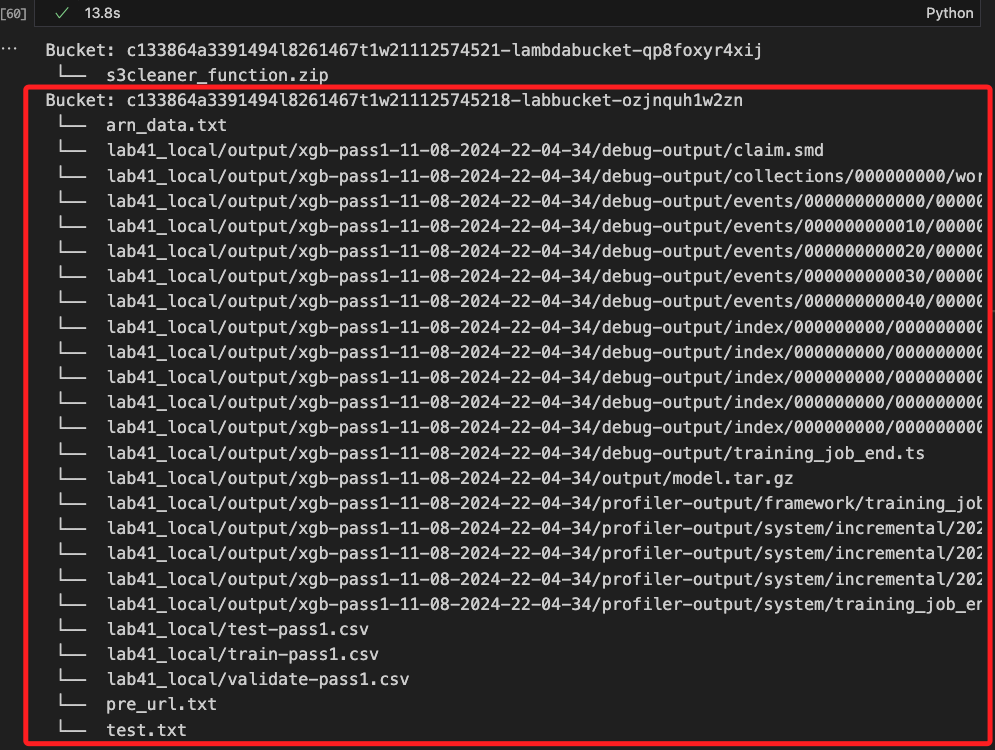 [60] ✓ 13.8s Python
... Bucket: c133864a3391494l8261467t1w21112574521-lambdabucket-qp8foxyr4xij
└── s3cleaner_function.zip
Bucket: c133864a3391494l8261467t1w211125745218-labbucket-ozjnquh1w2zn
└── arn_data.txt
└── lab41_local/output/xgb-pass1-11-08-2024-22-04-34/debug-output/claim.smd
└── lab41_local/output/xgb-pass1-11-08-2024-22-04-34/debug-output/collections/000000000/wor
└── lab41_local/output/xgb-pass1-11-08-2024-22-04-34/debug-output/events/000000000000/00000
└── lab41_local/output/xgb-pass1-11-08-2024-22-04-34/debug-output/events/000000000010/00000
└── lab41_local/output/xgb-pass1-11-08-2024-22-04-34/debug-output/events/000000000020/00000
└── lab41_local/output/xgb-pass1-11-08-2024-22-04-34/debug-output/events/000000000030/00000
└── lab41_local/output/xgb-pass1-11-08-2024-22-04-34/debug-output/events/000000000040/00000
└── lab41_local/output/xgb-pass1-11-08-2024-22-04-34/debug-output/index/000000000/000000000
└── lab41_local/output/xgb-pass1-11-08-2024-22-04-34/debug-output/index/000000000/000000000
└── lab41_local/output/xgb-pass1-11-08-2024-22-04-34/debug-output/index/000000000/000000000
└── lab41_local/output/xgb-pass1-11-08-2024-22-04-34/debug-output/index/000000000/000000000
└── lab41_local/output/xgb-pass1-11-08-2024-22-04-34/debug-output/index/000000000/000000000
└── lab41_local/output/xgb-pass1-11-08-2024-22-04-34/debug-output/training_job_end.ts
└── lab41_local/output/xgb-pass1-11-08-2024-22-04-34/output/model.tar.gz
└── lab41_local/output/xgb-pass1-11-08-2024-22-04-34/profiler-output/framework/training_job
└── lab41_local/output/xgb-pass1-11-08-2024-22-04-34/profiler-output/system/incremental/202
└── lab41_local/output/xgb-pass1-11-08-2024-22-04-34/profiler-output/system/incremental/202
└── lab41_local/output/xgb-pass1-11-08-2024-22-04-34/profiler-output/system/incremental/202
└── lab41_local/output/xgb-pass1-11-08-2024-22-04-34/profiler-output/system/training_job_en
└── lab41_local/test-pass1.csv
└── lab41_local/train-pass1.csv
└── lab41_local/validate-pass1.csv
└── pre_url.txt
└── test.txt